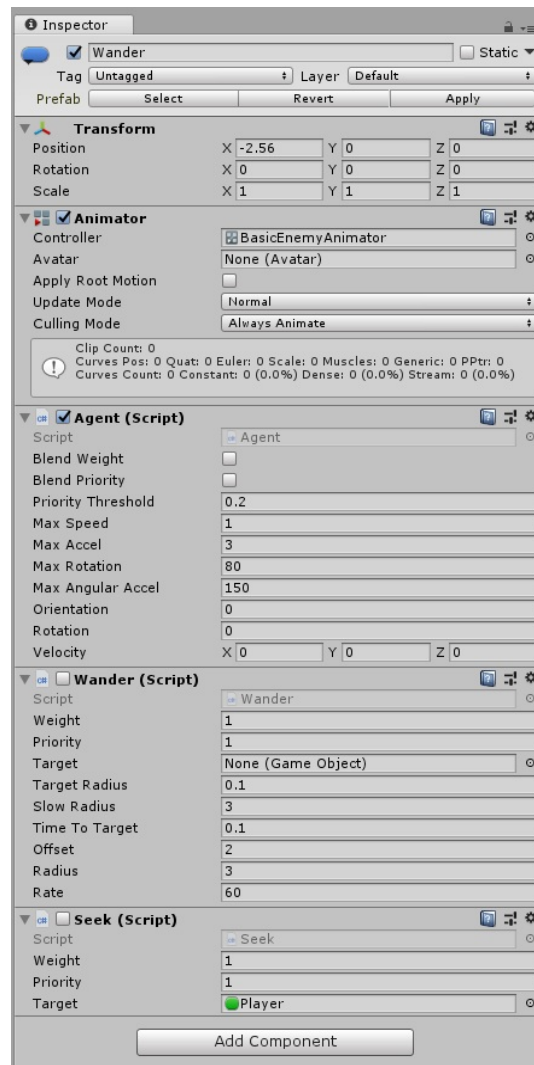 Inspector
Wander Static
Tag Untagged Layer Default
Prefab Select Revert Apply
Transform
Position X -2.56 Y 0 Z 0
Rotation X 0 Y 0 Z 0
Scale X 1 Y 1 Z 1
Animator
Controller BasicEnemyAnimator
Avatar None (Avatar)
Apply Root Motion
Update Mode Normal
Culling Mode Always Animate
Clip Count: 0
Curves Pos: 0 Quat: 0 Euler: 0 Scale: 0 Muscles: 0 Generic: 0 PPtr: 0
Curves Count: 0 Constant: 0 (0.0%) Dense: 0 (0.0%) Stream: 0 (0.0%)
C# Agent (Script)
Script Agent
Blend Weight
Blend Priority
Priority Threshold 0.2
Max Speed 1
Max Accel 3
Max Rotation 80
Max Angular Accel 150
Orientation 0
Rotation 0
Velocity X 0 Y 0 Z 0
C# Wander (Script)
Script Wander
Weight 1
Priority 1
Target None (Game Object)
Target Radius 0.1
Slow Radius 3
Time To Target 0.1
Offset 2
Radius 3
Rate 60
C# Seek (Script)
Script Seek
Weight 1
Priority 1
Target Player
Add Component